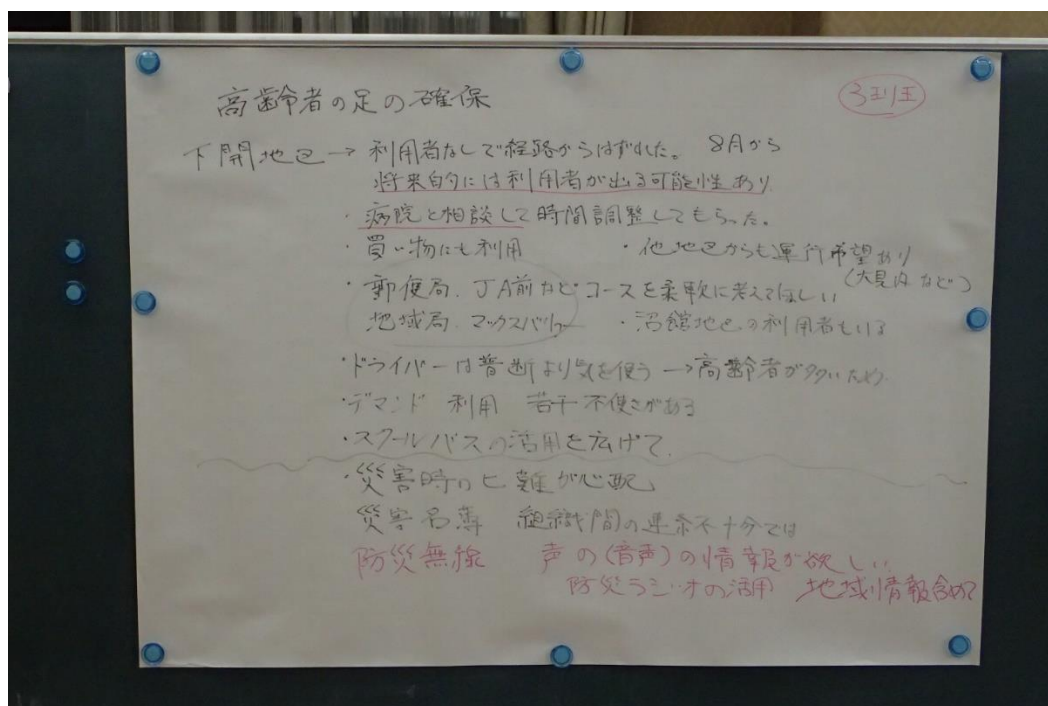 高齢者の足の確保
3班
下開地区→利用者なしで経路からはずれた。 8月から
将来的には利用者が出る可能性あり
・病院と相談して時間調整してもらった。
・買い物にも利用 ・他地区からも運行希望あり
(大見内など)
・郵便局、JA前など コースを柔軟に考えてほしい
地域局、マックスバリュー ・沼館地区の利用者もいる
・ドライバーは普断より気を使う→高齢者が多いため
・デマンド 利用 若干不便さがある
・スクールバスの活用を広げて
・災害時のヒ難が心配
災害名簿 組織間の連系不十分では
防災無線 声の(音声)の情報が欲しい
防災ラジオの活用 地域情報含めて